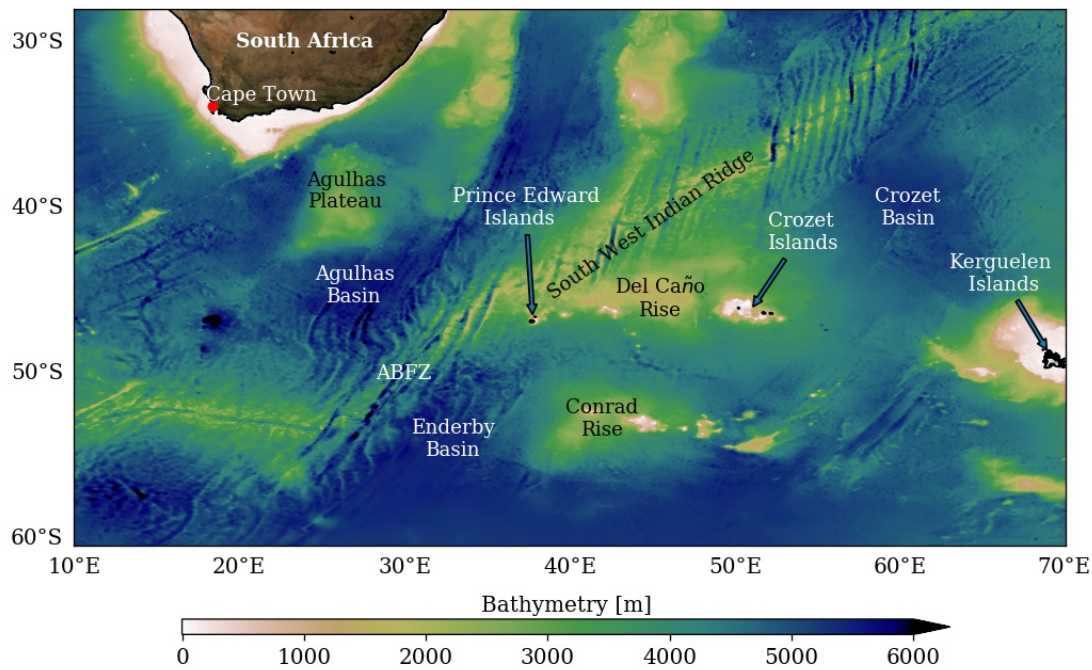 30°S
40°S
50°S
60°S
South Africa
Cape Town
Agulhas
Plateau
Prince Edward
Islands
South West Indian Ridge
Crozet
Islands
Crozet
Basin
Kerguelen
Islands
Agulhas
Basin
Del Caño
Rise
ABFZ
Enderby
Basin
Conrad
Rise
10°E
20°E
30°E
40°E
50°E
60°E
70°E
Bathymetry [m]
0
1000
2000
3000
4000
5000
6000